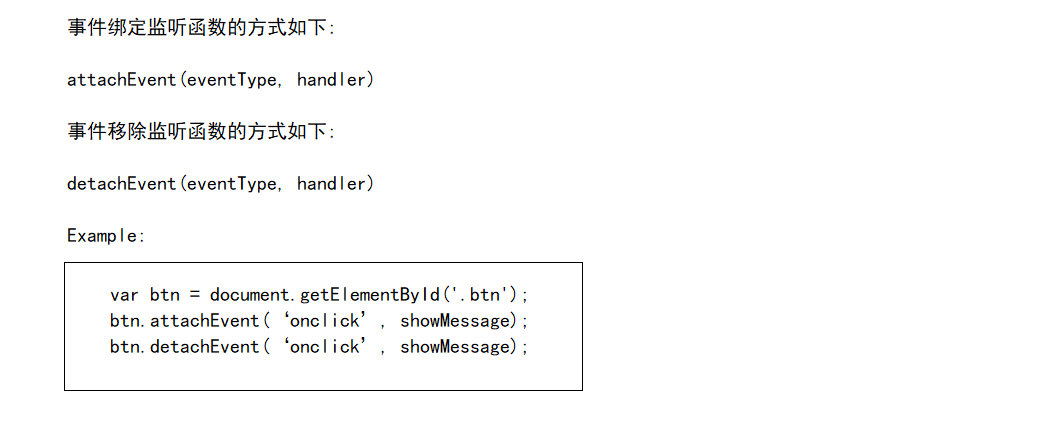 事件绑定监听函数的方式如下:
attachEvent(eventType, handler)
事件移除监听函数的方式如下:
detachEvent(eventType, handler)
Example:
var btn = document.getElementById('.btn');
btn.attachEvent(‘onclick’, showMessage);
btn.detachEvent(‘onclick’, showMessage);